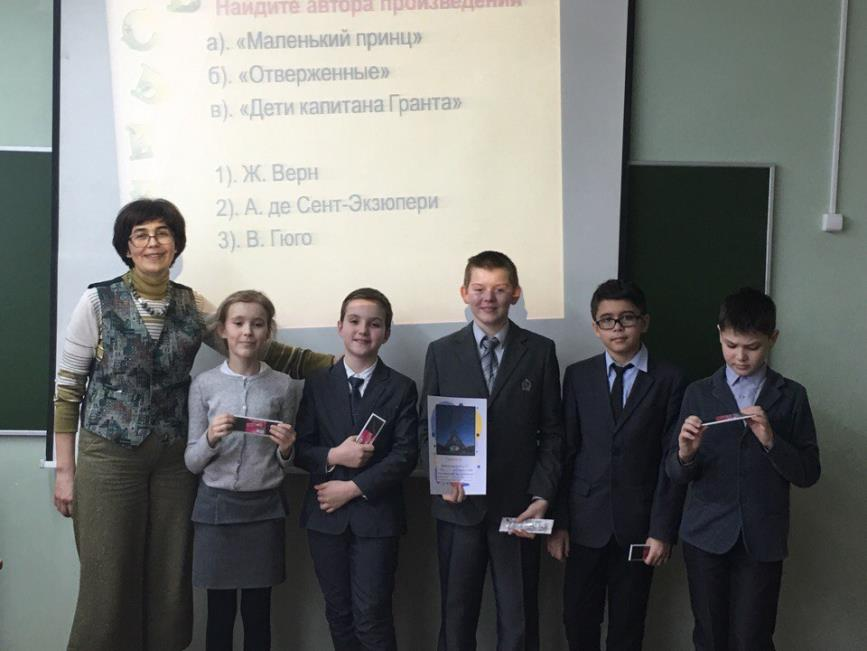 Найдите автора произведения
а). «Маленький принц»
б). «Отверженные»
в). «Дети капитана Гранта»
1). Ж. Верн
2). А. де Сент-Экзюпери
3). В. Гюго